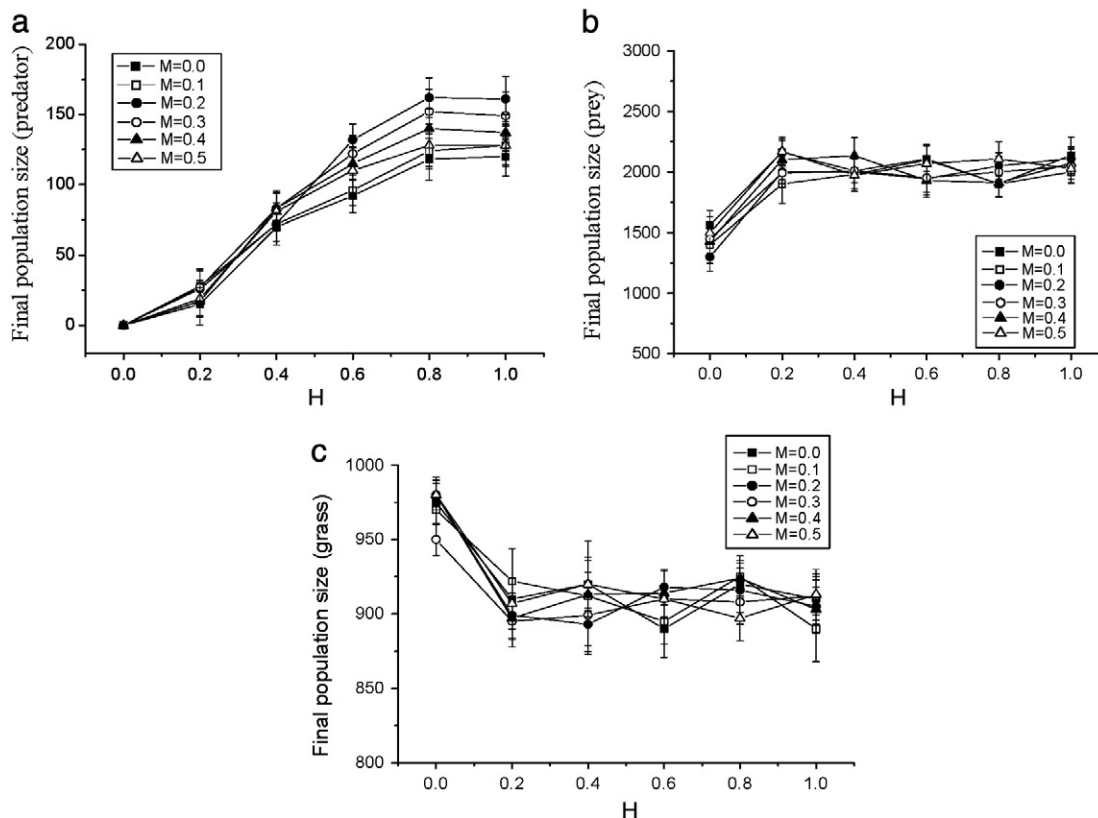 a
Final population size (predator)
200
150
100
50
0
M=0.0
M=0.1
M=0.2
M=0.3
M=0.4
M=0.5
0.0 0.2 0.4 0.6 0.8 1.0
H
b
Final population size (prey)
3000
2500
2000
1500
1000
500
M=0.0
M=0.1
M=0.2
M=0.3
M=0.4
M=0.5
0.0 0.2 0.4 0.6 0.8 1.0
H
c
Final population size (grass)
1000
950
900
850
800
M=0.0
M=0.1
M=0.2
M=0.3
M=0.4
M=0.5
0.0 0.2 0.4 0.6 0.8 1.0
H